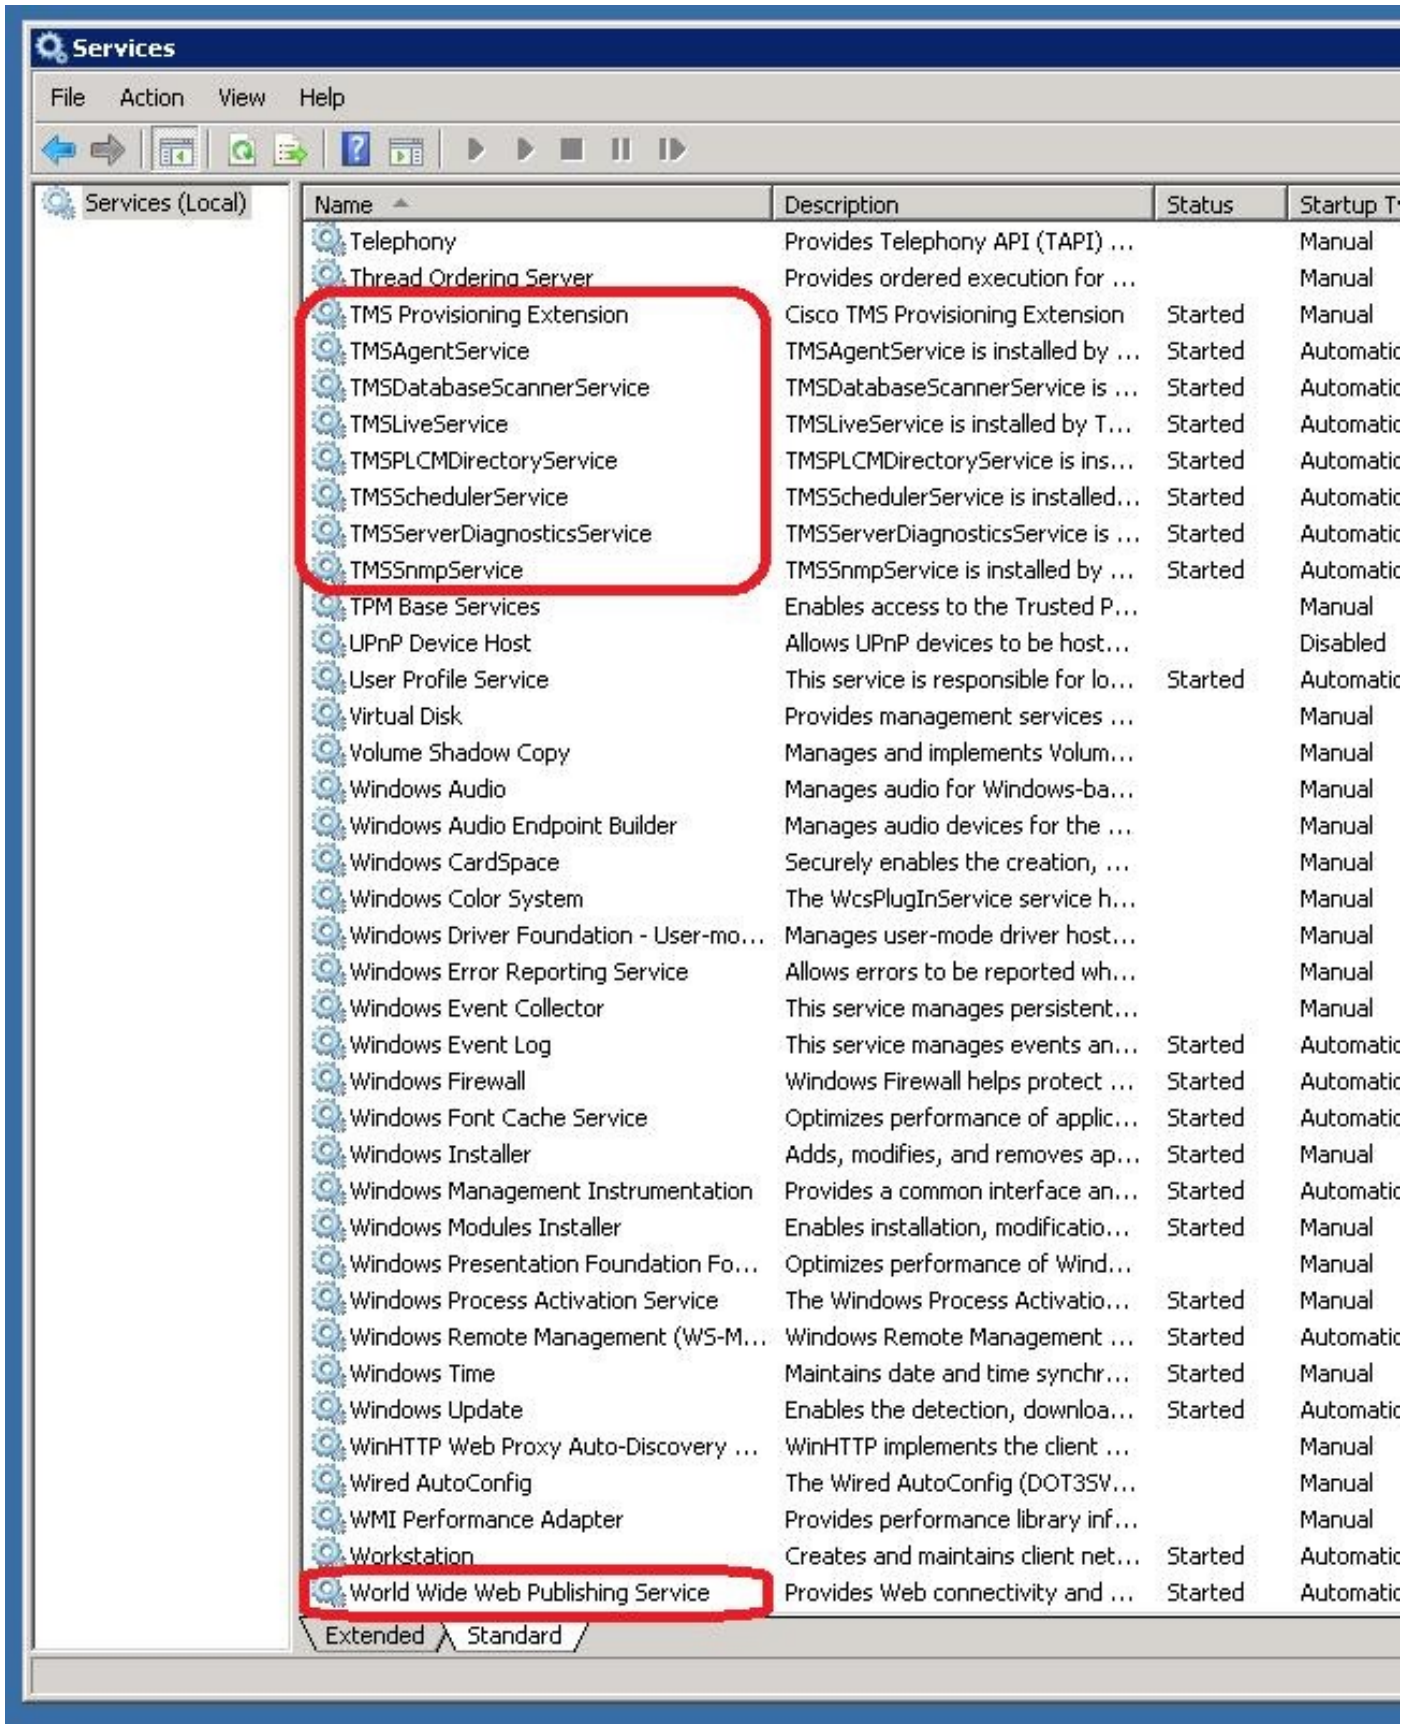 Services
File Action View Help
Services (Local)
Name Description Status Startup T
Telephony Provides Telephony API (TAPI) ... Manual
Thread Ordering Server Provides ordered execution for ... Manual
TMS Provisioning Extension Cisco TMS Provisioning Extension Started Manual
TMSAgentService TMSAgentService is installed by ... Started Automatic
TMSDatabaseScannerService TMSDatabaseScannerService is ... Started Automatic
TMSLiveService TMSLiveService is installed by T... Started Automatic
TMSPLCMDirectoryService TMSPLCMDirectoryService is ins... Started Automatic
TMSSchedulerService TMSSchedulerService is installed... Started Automatic
TMSServerDiagnosticsService TMSServerDiagnosticsService is ... Started Automatic
TMSSnmpService TMSSnmpService is installed by ... Started Automatic
TPM Base Services Enables access to the Trusted P... Manual
UPnP Device Host Allows UPnP devices to be host... Disabled
User Profile Service This service is responsible for lo... Started Automatic
Virtual Disk Provides management services ... Manual
Volume Shadow Copy Manages and implements Volum... Manual
Windows Audio Manages audio for Windows-ba... Manual
Windows Audio Endpoint Builder Manages audio devices for the ... Manual
Windows CardSpace Securely enables the creation, ... Manual
Windows Color System The WcsPlugInService service h... Manual
Windows Driver Foundation - User-mo... Manages user-mode driver host... Manual
Windows Error Reporting Service Allows errors to be reported wh... Manual
Windows Event Collector This service manages persistent... Manual
Windows Event Log This service manages events an... Started Automatic
Windows Firewall Windows Firewall helps protect ... Started Automatic
Windows Font Cache Service Optimizes performance of applic... Started Automatic
Windows Installer Adds, modifies, and removes ap... Started Manual
Windows Management Instrumentation Provides a common interface an... Started Automatic
Windows Modules Installer Enables installation, modificatio... Started Manual
Windows Presentation Foundation Fo... Optimizes performance of Wind... Manual
Windows Process Activation Service The Windows Process Activatio... Started Manual
Windows Remote Management (WS-M... Windows Remote Management ... Started Automatic
Windows Time Maintains date and time synchr... Started Manual
Windows Update Enables the detection, downloa... Started Automatic
WinHTTP Web Proxy Auto-Discovery ... WinHTTP implements the client ... Manual
Wired AutoConfig The Wired AutoConfig (DOT3SV... Manual
WMI Performance Adapter Provides performance library inf... Manual
Workstation Creates and maintains client net... Started Automatic
World Wide Web Publishing Service Provides Web connectivity and ... Started Automatic
Extended Standard